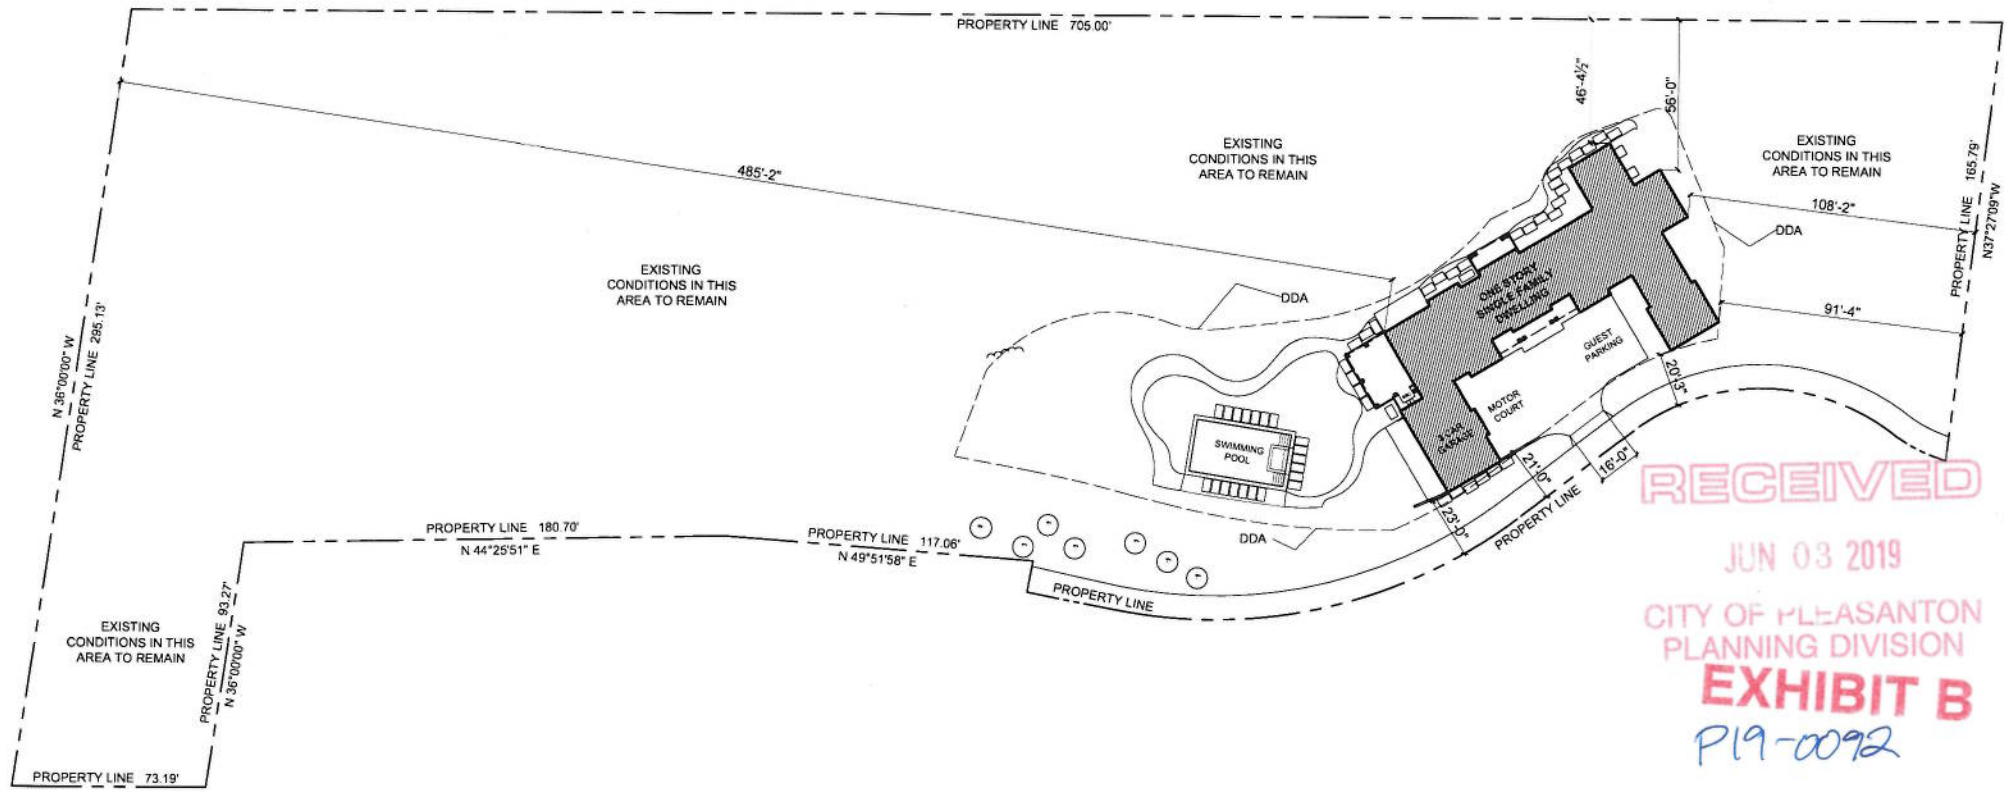 PROPERTY LINE 705.00'
46'-4½"
56'-0"
EXISTING
CONDITIONS IN THIS
AREA TO REMAIN
EXISTING
CONDITIONS IN THIS
AREA TO REMAIN
PROPERTY LINE 165.79'
N37°27'09"W
485'-2"
108'-2"
DDA
EXISTING
CONDITIONS IN THIS
AREA TO REMAIN
DDA
ONE STORY
SINGLE FAMILY
DWELLING
91'-4"
N 36°00'00" W
PROPERTY LINE 295.13'
GUEST
PARKING
20'-3"
MOTOR
COURT
3 CAR
GARAGE
SWIMMING
POOL
21'-0"
16'-0"
23'-0"
PROPERTY LINE
RECEIVED
PROPERTY LINE 180.70'
N 44°25'51" E
PROPERTY LINE 117.06'
N 49°51'58" E
DDA
JUN 03 2019
PROPERTY LINE
CITY OF PLEASANTON
PLANNING DIVISION
EXHIBIT B
P19-0092
EXISTING
CONDITIONS IN THIS
AREA TO REMAIN
PROPERTY LINE 93.27'
N 36°00'00" W
PROPERTY LINE 73.19'